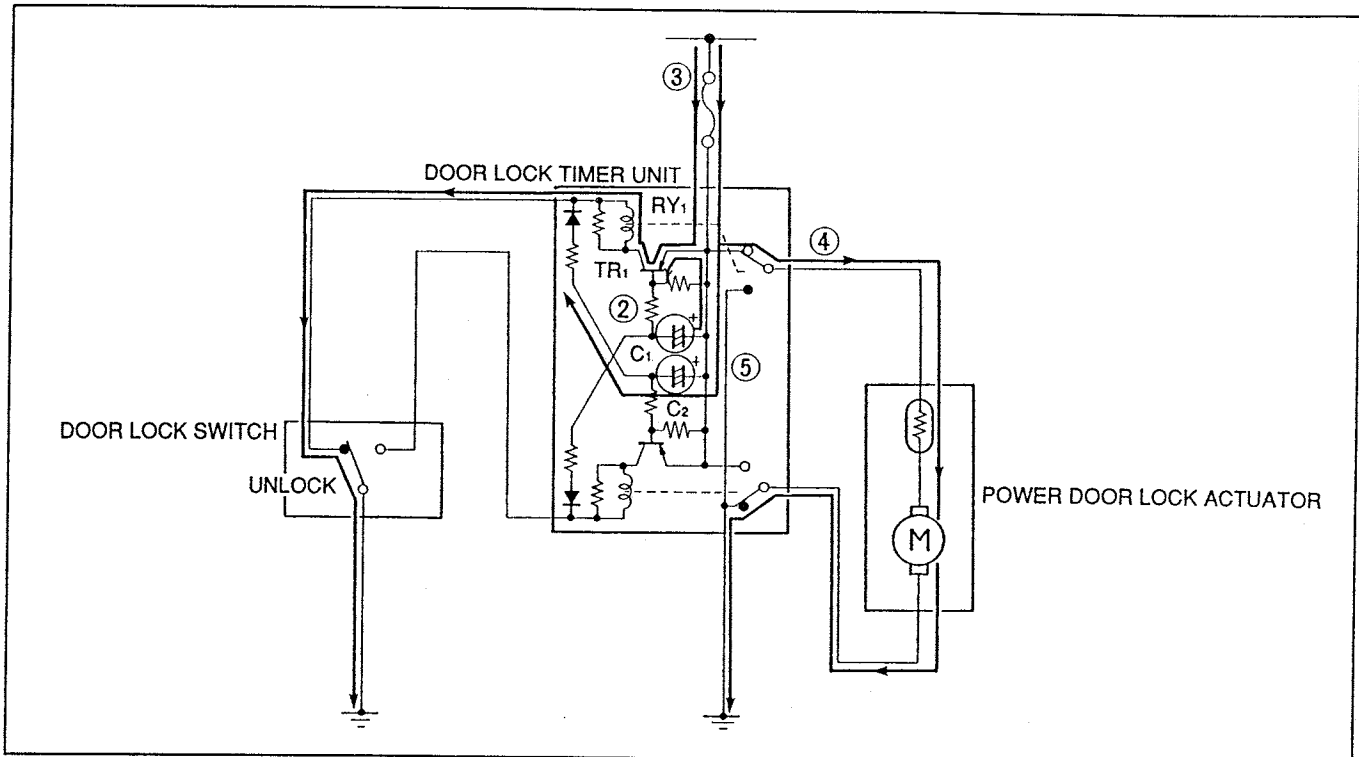 ③
DOOR LOCK TIMER UNIT
RY₁
④
TR₁
②
+
C₁
+
⑤
C₂
DOOR LOCK SWITCH
UNLOCK
POWER DOOR LOCK ACTUATOR
M